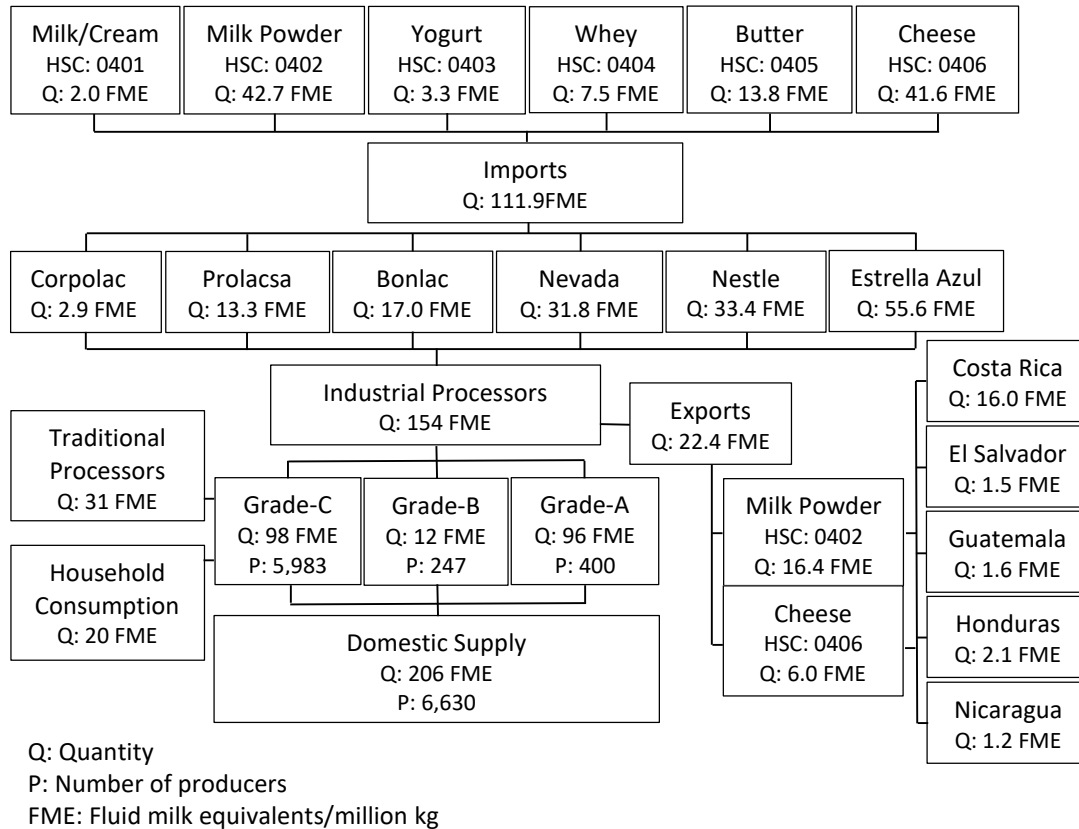 Milk/Cream
HSC: 0401
Q: 2.0 FME
Milk Powder
HSC: 0402
Q: 42.7 FME
Yogurt
HSC: 0403
Q: 3.3 FME
Whey
HSC: 0404
Q: 7.5 FME
Butter
HSC: 0405
Q: 13.8 FME
Cheese
HSC: 0406
Q: 41.6 FME
Imports
Q: 111.9FME
Corpolac
Q: 2.9 FME
Prolacsa
Q: 13.3 FME
Bonlac
Q: 17.0 FME
Nevada
Q: 31.8 FME
Nestle
Q: 33.4 FME
Estrella Azul
Q: 55.6 FME
Industrial Processors
Q: 154 FME
Exports
Q: 22.4 FME
Costa Rica
Q: 16.0 FME
El Salvador
Q: 1.5 FME
Guatemala
Q: 1.6 FME
Honduras
Q: 2.1 FME
Nicaragua
Q: 1.2 FME
Traditional
Processors
Q: 31 FME
Household
Consumption
Q: 20 FME
Grade-C
Q: 98 FME
P: 5,983
Grade-B
Q: 12 FME
P: 247
Grade-A
Q: 96 FME
P: 400
Milk Powder
HSC: 0402
Q: 16.4 FME
Cheese
HSC: 0406
Q: 6.0 FME
Domestic Supply
Q: 206 FME
P: 6,630
Q: Quantity
P: Number of producers
FME: Fluid milk equivalents/million kg